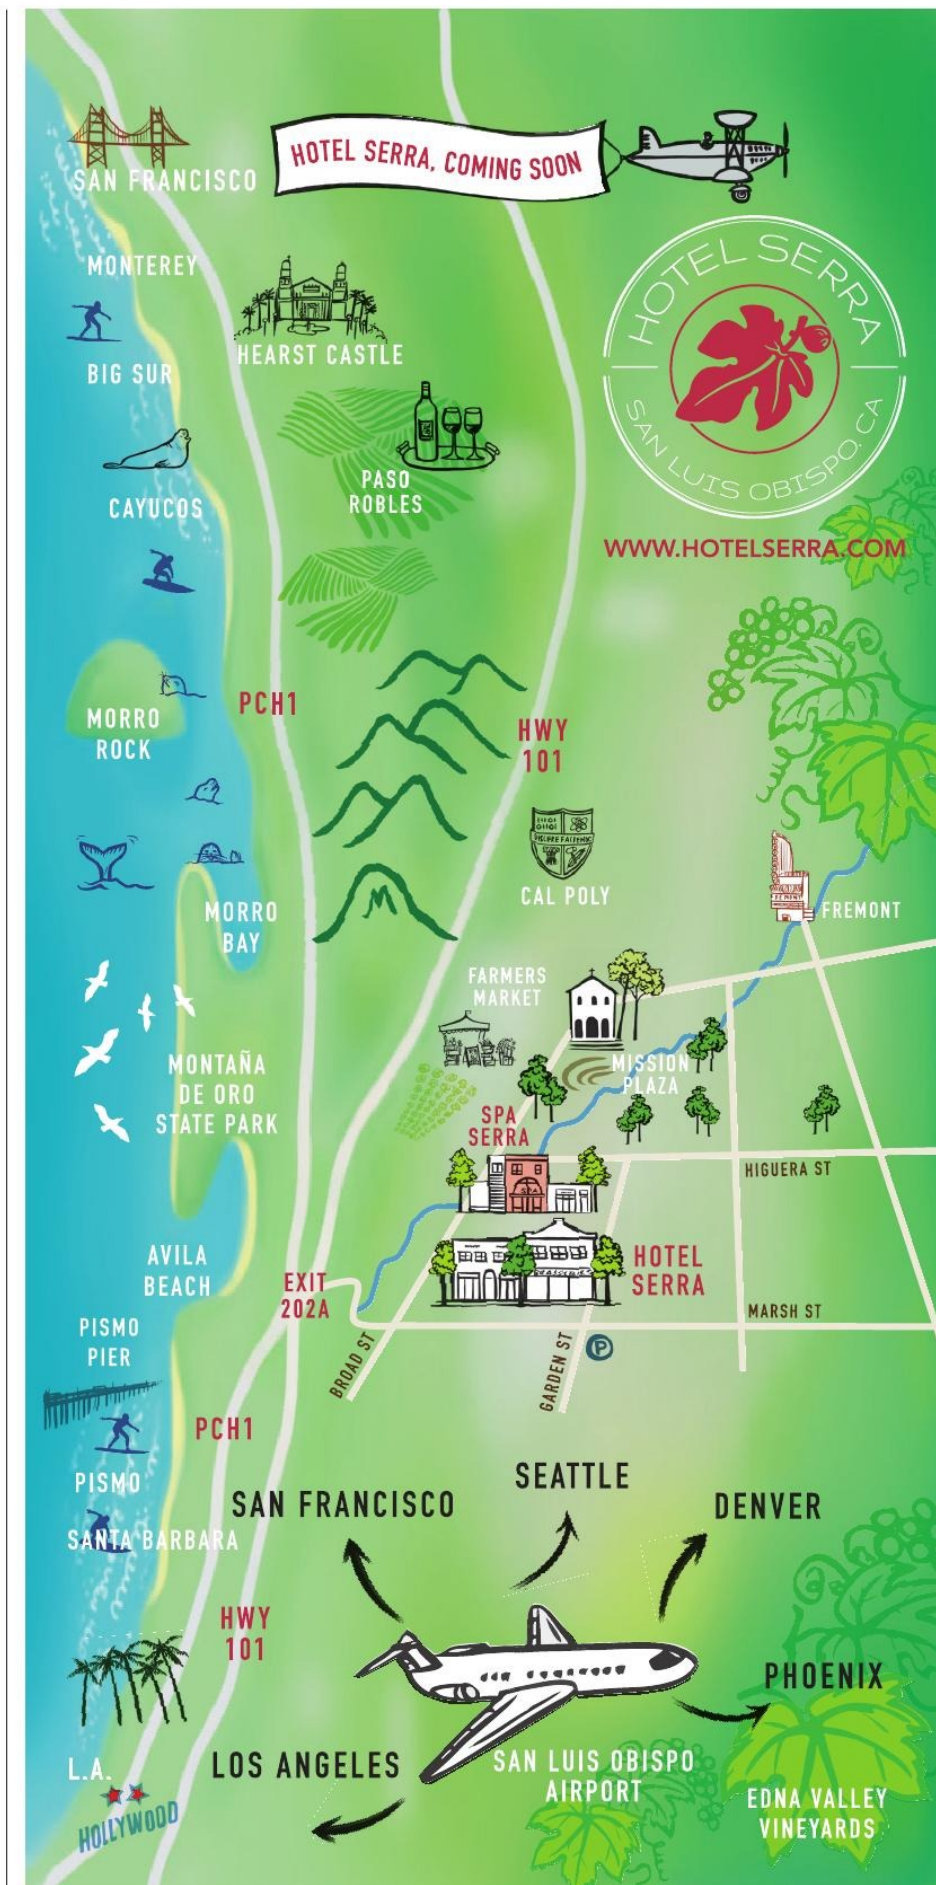 HOTEL SERRA, COMING SOON
SAN FRANCISCO
HOTEL SERRA
SAN LUIS OBISPO.CA
MONTEREY
HEARST CASTLE
BIG SUR
PASO
ROBLES
CAYUCOS
WWW.HOTELSERRA.COM
PCH1
MORRO
ROCK
HWY
101
CAL POLY
FREMONT
MORRO
BAY
FARMERS
MARKET
MONTAÑA
DE ORO
STATE PARK
MISSION
PLAZA
SPA
SERRA
SPA
HIGUERA ST
AVILA
BEACH
HOTEL
SERRA
EXIT
202A
MARSH ST
PISMO
PIER
BROAD ST
GARDEN ST
P
PCH1
PISMO
SANTA BARBARA
SAN FRANCISCO
SEATTLE
DENVER
HWY
101
PHOENIX
LOS ANGELES
SAN LUIS OBISPO
AIRPORT
L.A.
HOLLYWOOD
EDNA VALLEY
VINEYARDS